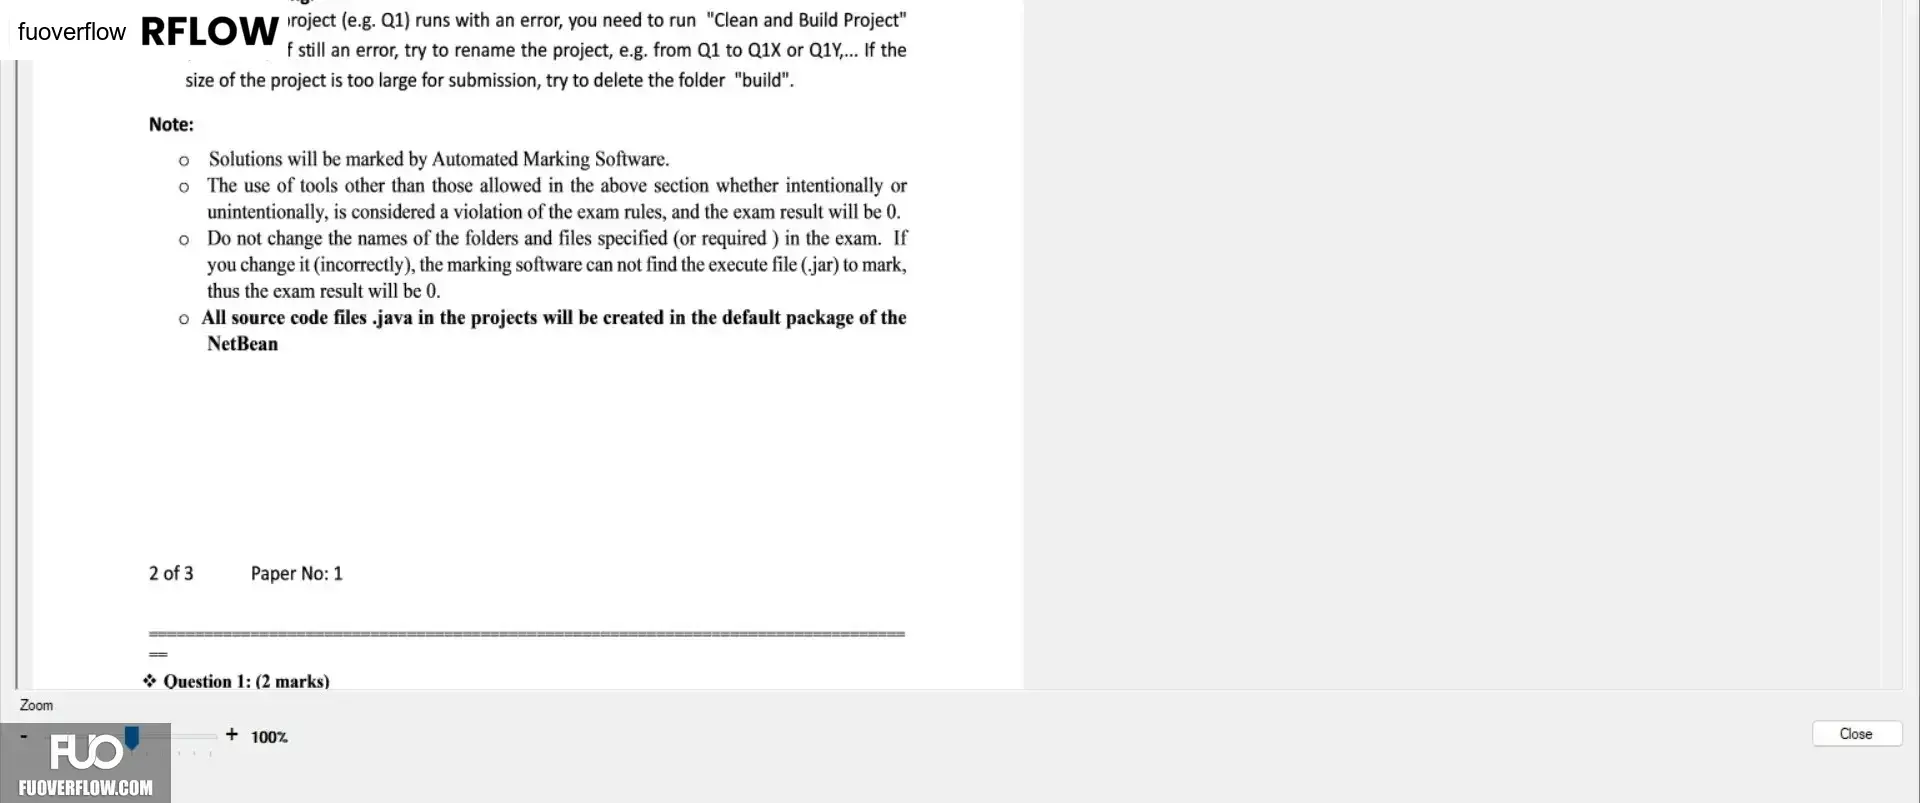 fuoverflow RFLOW
roject (e.g. Q1) runs with an error, you need to run "Clean and Build Project"
f still an error, try to rename the project, e.g. from Q1 to Q1X or Q1Y,... If the
size of the project is too large for submission, try to delete the folder "build".
Note:
o Solutions will be marked by Automated Marking Software.
o The use of tools other than those allowed in the above section whether intentionally or
unintentionally, is considered a violation of the exam rules, and the exam result will be 0.
o Do not change the names of the folders and files specified (or required ) in the exam. If
you change it (incorrectly), the marking software can not find the execute file (.jar) to mark,
thus the exam result will be 0.
o All source code files .java in the projects will be created in the default package of the
NetBean
2 of 3 Paper No: 1
❖ Question 1: (2 marks)
Zoom
- + 100%
Close
FUO
FUOVERFLOW.COM